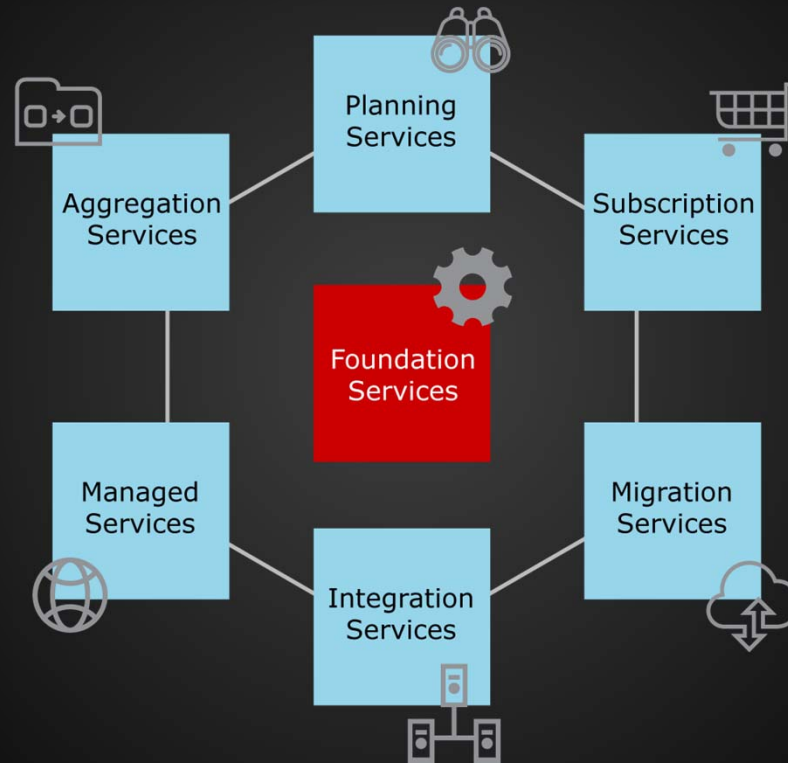 Planning
Services
Aggregation
Services
Subscription
Services
Foundation
Services
Managed
Services
Migration
Services
Integration
Services